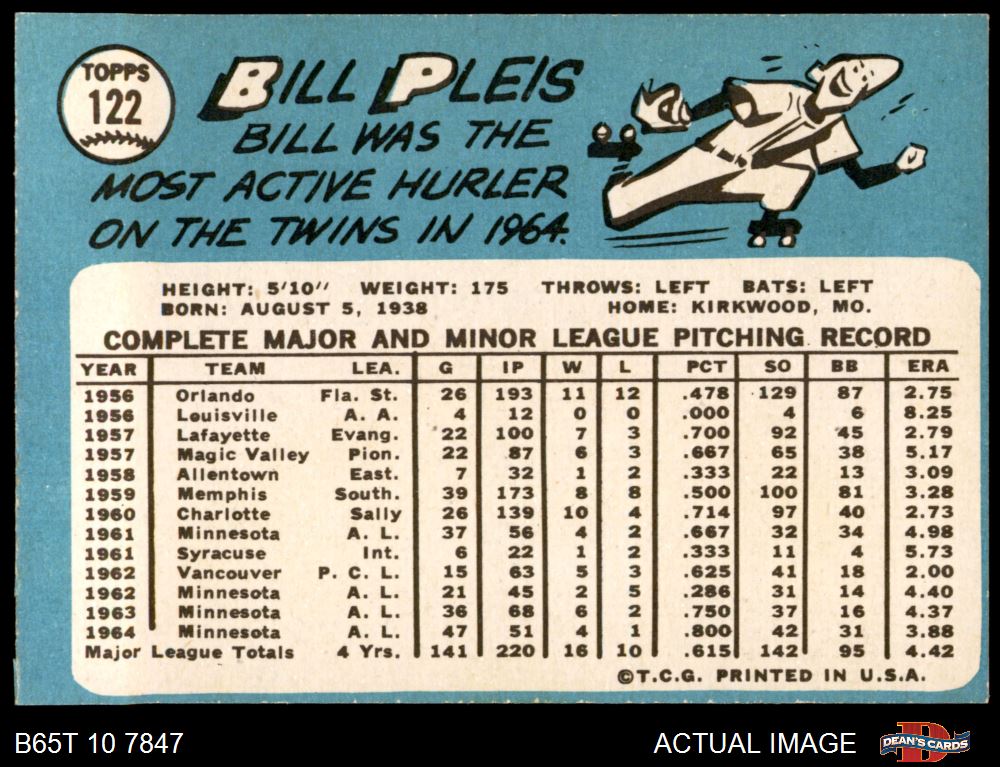 TOPPS
122
BILL PLEIS
BILL WAS THE
MOST ACTIVE HURLER
ON THE TWINS IN 1964.
HEIGHT: 5'10" WEIGHT: 175 THROWS: LEFT BATS: LEFT
BORN: AUGUST 5, 1938 HOME: KIRKWOOD, MO.
COMPLETE MAJOR AND MINOR LEAGUE PITCHING RECORD
YEAR TEAM LEA. G IP W L PCT SO BB ERA
1956 Orlando Fla. St. 26 193 11 12 .478 129 87 2.75
1956 Louisville A. A. 4 12 0 0 .000 4 6 8.25
1957 Lafayette Evang. 22 100 7 3 .700 92 45 2.79
1957 Magic Valley Pion. 22 87 6 3 .667 65 38 5.17
1958 Allentown East. 7 32 1 2 .333 22 13 3.09
1959 Memphis South. 39 173 8 8 .500 100 81 3.28
1960 Charlotte Sally 26 139 10 4 .714 97 40 2.73
1961 Minnesota A. L. 37 56 4 2 .667 32 34 4.98
1961 Syracuse Int. 6 22 1 2 .333 11 4 5.73
1962 Vancouver P. C. L. 15 63 5 3 .625 41 18 2.00
1962 Minnesota A. L. 21 45 2 5 .286 31 14 4.40
1963 Minnesota A. L. 36 68 6 2 .750 37 16 4.37
1964 Minnesota A. L. 47 51 4 1 .800 42 31 3.88
Major League Totals 4 Yrs. 141 220 16 10 .615 142 95 4.42
©T.C.G. PRINTED IN U.S.A.
B65T 10 7847 ACTUAL IMAGE D DEAN'S CARDS